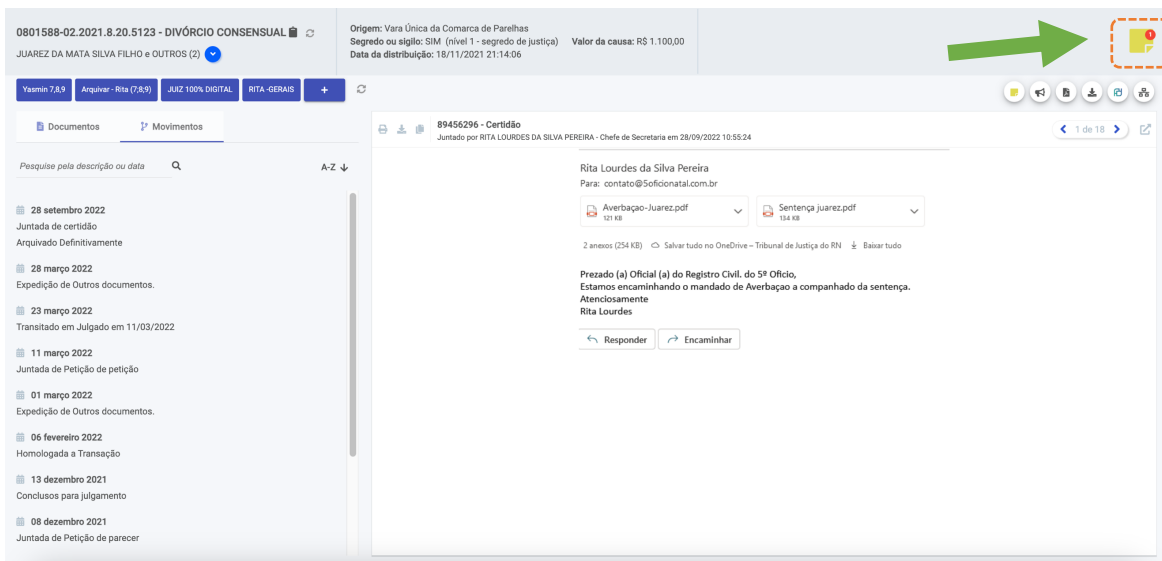 0801588-02.2021.8.20.5123 - DIVÓRCIO CONSENSUAL
JUAREZ DA MATA SILVA FILHO e OUTROS (2)
Origem: Vara Única da Comarca de Parelhas
Segredo ou sigilo: SIM (nível 1 - segredo de justiça) Valor da causa: R$ 1.100,00
Data da distribuição: 18/11/2021 21:14:06
1
Yasmin 7,8,9 Arquivar - Rita (7;8;9) JUIZ 100% DIGITAL RITA -GERAIS +
Documentos Movimentos
Pesquise pela descrição ou data A-Z
28 setembro 2022
Juntada de certidão
Arquivado Definitivamente
28 março 2022
Expedição de Outros documentos.
23 março 2022
Transitado em Julgado em 11/03/2022
11 março 2022
Juntada de Petição de petição
01 março 2022
Expedição de Outros documentos.
06 fevereiro 2022
Homologada a Transação
13 dezembro 2021
Conclusos para julgamento
08 dezembro 2021
Juntada de Petição de parecer
89456296 - Certidão
Juntado por RITA LOURDES DA SILVA PEREIRA - Chefe de Secretaria em 28/09/2022 10:55:24
1 de 18
Rita Lourdes da Silva Pereira
Para: contato@5oficionatal.com.br
Averbaçao-Juarez.pdf
121 KB
Sentença juarez.pdf
134 KB
2 anexos (254 KB) Salvar tudo no OneDrive – Tribunal de Justiça do RN Baixar tudo
Prezado (a) Oficial (a) do Registro Civil. do 5º Oficio,
Estamos encaminhando o mandado de Averbaçao a companhado da sentença.
Atenciosamente
Rita Lourdes
Responder Encaminhar